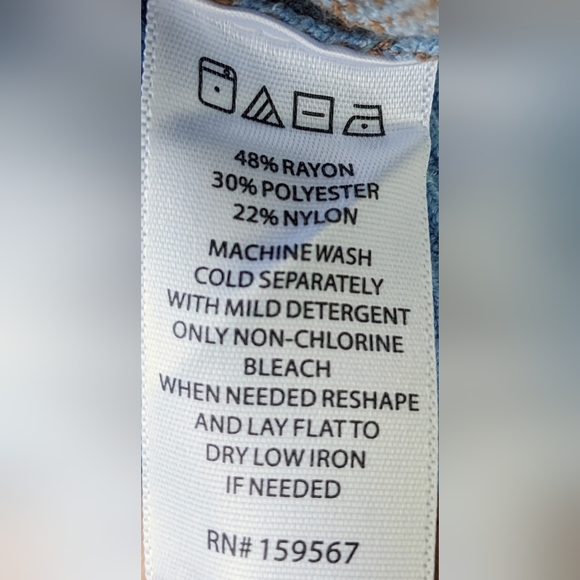 48% RAYON
30% POLYESTER
22% NYLON
MACHINE WASH
COLD SEPARATELY
WITH MILD DETERGENT
ONLY NON-CHLORINE
BLEACH
WHEN NEEDED RESHAPE
AND LAY FLAT TO
DRY LOW IRON
IF NEEDED
RN# 159567